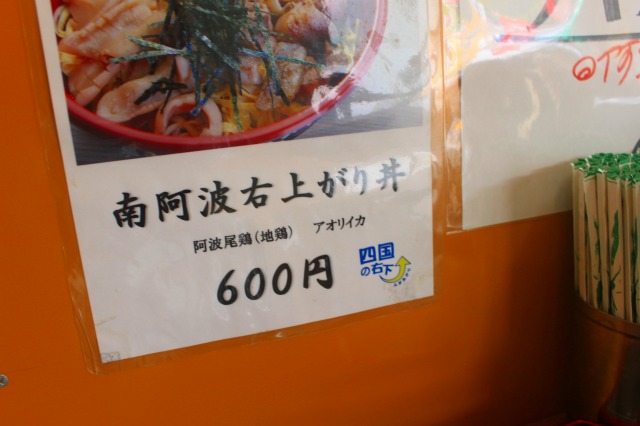 南阿波右上がり丼
阿波尾鶏(地鶏) アオリイカ
600円
四国
の右下